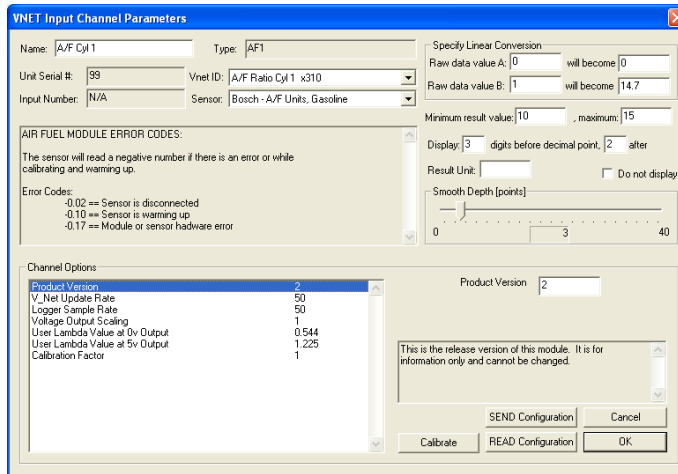 VNET Input Channel Parameters
Name: A/F Cyl 1 Type: AF1
Unit Serial #: 99 Vnet ID: A/F Ratio Cyl 1 x310
Input Number: N/A Sensor: Bosch - A/F Units, Gasoline
AIR FUEL MODULE ERROR CODES:
The sensor will read a negative number if there is an error or while
calibrating and warming up.
Error Codes:
-0.02 == Sensor is disconnected
-0.10 == Sensor is warming up
-0.17 == Module or sensor hadware error
Specify Linear Conversion
Raw data value A: 0 will become 0
Raw data value B: 1 will become 14.7
Minimum result value: 10 , maximum: 15
Display: 3 digits before decimal point, 2 after
Result Unit: Do not display
Smooth Depth [points]
0 3 40
Channel Options
Product Version 2
V_Net Update Rate 50
Logger Sample Rate 50
Voltage Output Scaling 1
User Lambda Value at 0v Output 0.544
User Lambda Value at 5v Output 1.225
Calibration Factor 1
Product Version 2
This is the release version of this module. It is for
information only and cannot be changed.
SEND Configuration Cancel
Calibrate READ Configuration OK